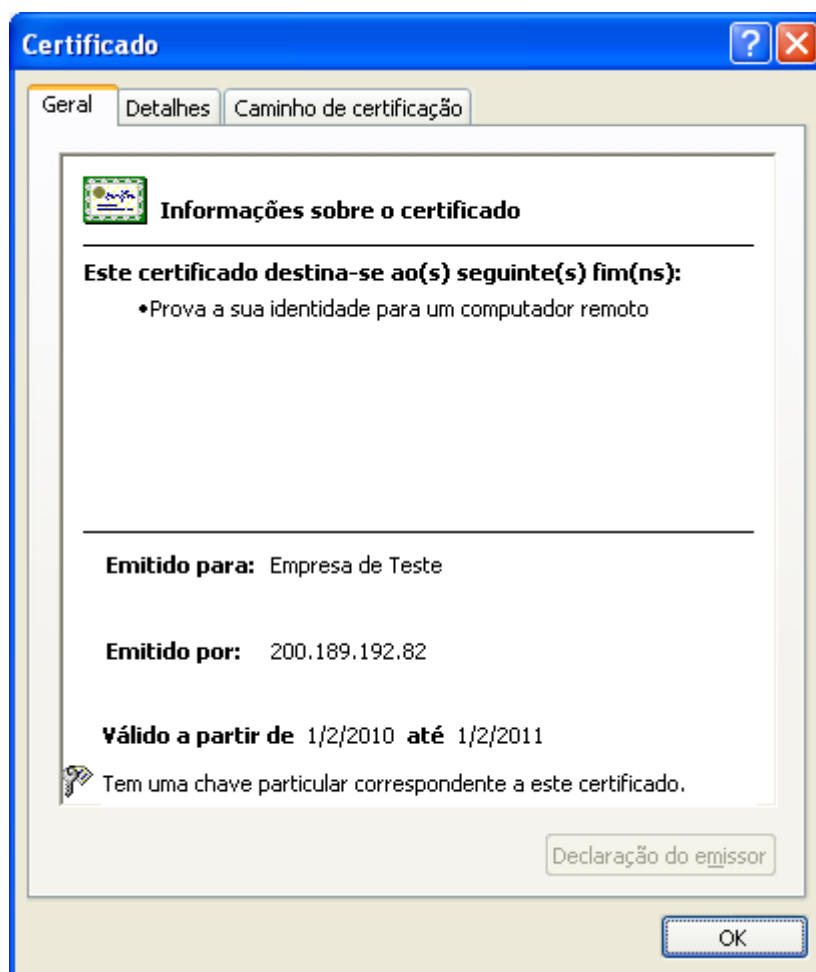 Certificado
Geral Detalhes Caminho de certificação
Informações sobre o certificado
Este certificado destina-se ao(s) seguinte(s) fim(ns):
•Prova a sua identidade para um computador remoto
Emitido para: Empresa de Teste
Emitido por: 200.189.192.82
Válido a partir de 1/2/2010 até 1/2/2011
Tem uma chave particular correspondente a este certificado.
Declaração do emissor
OK